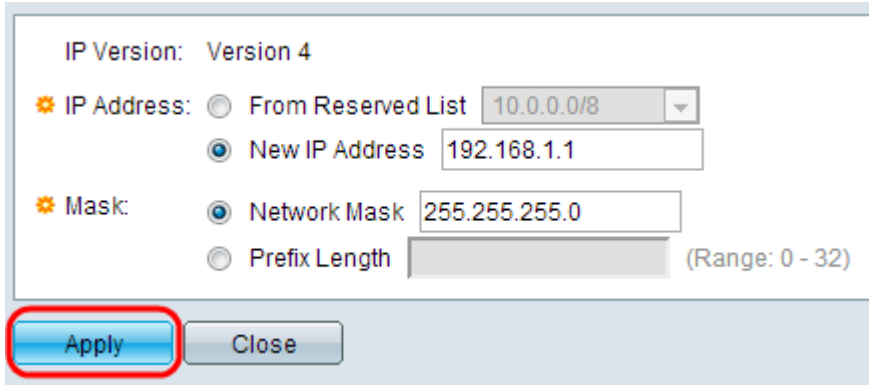 IP Version: Version 4
IP Address: From Reserved List 10.0.0.0/8
New IP Address 192.168.1.1
Mask: Network Mask 255.255.255.0
Prefix Length (Range: 0 - 32)
Apply Close